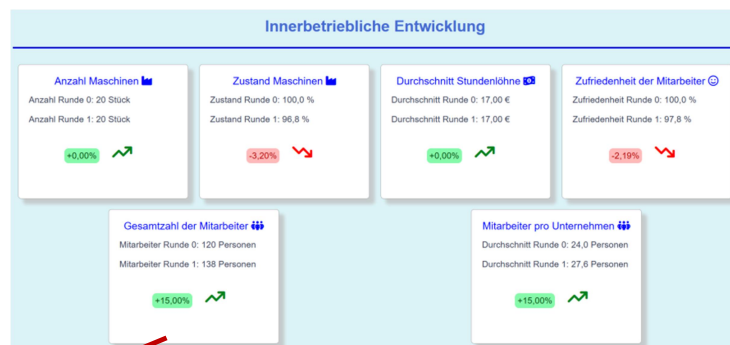 Innerbetriebliche Entwicklung
Anzahl Maschinen
Anzahl Runde 0: 20 Stück
Anzahl Runde 1: 20 Stück
+0,00%
Zustand Maschinen
Zustand Runde 0: 100,0 %
Zustand Runde 1: 96,8 %
-3,20%
Durchschnitt Stundenlöhne
Durchschnitt Runde 0: 17,00 €
Durchschnitt Runde 1: 17,00 €
+0,00%
Zufriedenheit der Mitarbeiter
Zufriedenheit Runde 0: 100,0 %
Zufriedenheit Runde 1: 97,8 %
-2,19%
Gesamtzahl der Mitarbeiter
Mitarbeiter Runde 0: 120 Personen
Mitarbeiter Runde 1: 138 Personen
+15,00%
Mitarbeiter pro Unternehmen
Durchschnitt Runde 0: 24,0 Personen
Durchschnitt Runde 1: 27,6 Personen
+15,00%